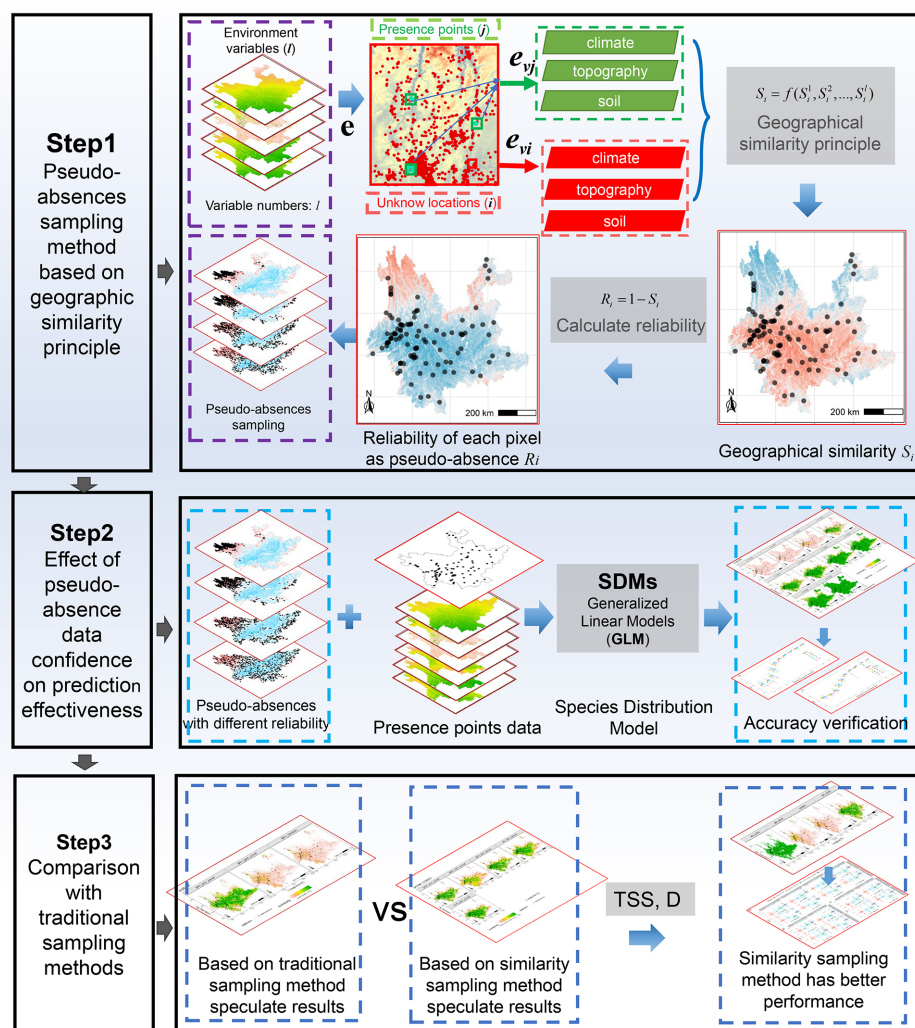 Step1
Pseudo-
absences
sampling
method
based on
geographic
similarity
principle
Environment
variables (l)
Variable numbers: l
e
Presence points (j)
Unknow locations (i)
e_vj
climate
topography
soil
e_vi
climate
topography
soil
S_i = f(S_i^1, S_i^2, ..., S_i^l)
Geographical
similarity
principle
N
200 km
Geographical similarity S_i
R_i = 1 − S_i
Calculate reliability
N
200 km
Reliability of each pixel
as pseudo-absence Ri
Pseudo-absences
sampling
Step2
Effect of
pseudo-
absence
data
confidence
on prediction
effectiveness
Pseudo-absences
with different reliability
Presence points data
SDMs
Generalized
Linear Models
(GLM)
Species Distribution
Model
Accuracy verification
Step3
Comparison
with
traditional
sampling
methods
Based on traditional
sampling method
speculate results
VS
Based on similarity
sampling method
speculate results
TSS, D
Similarity sampling
method has better
performance